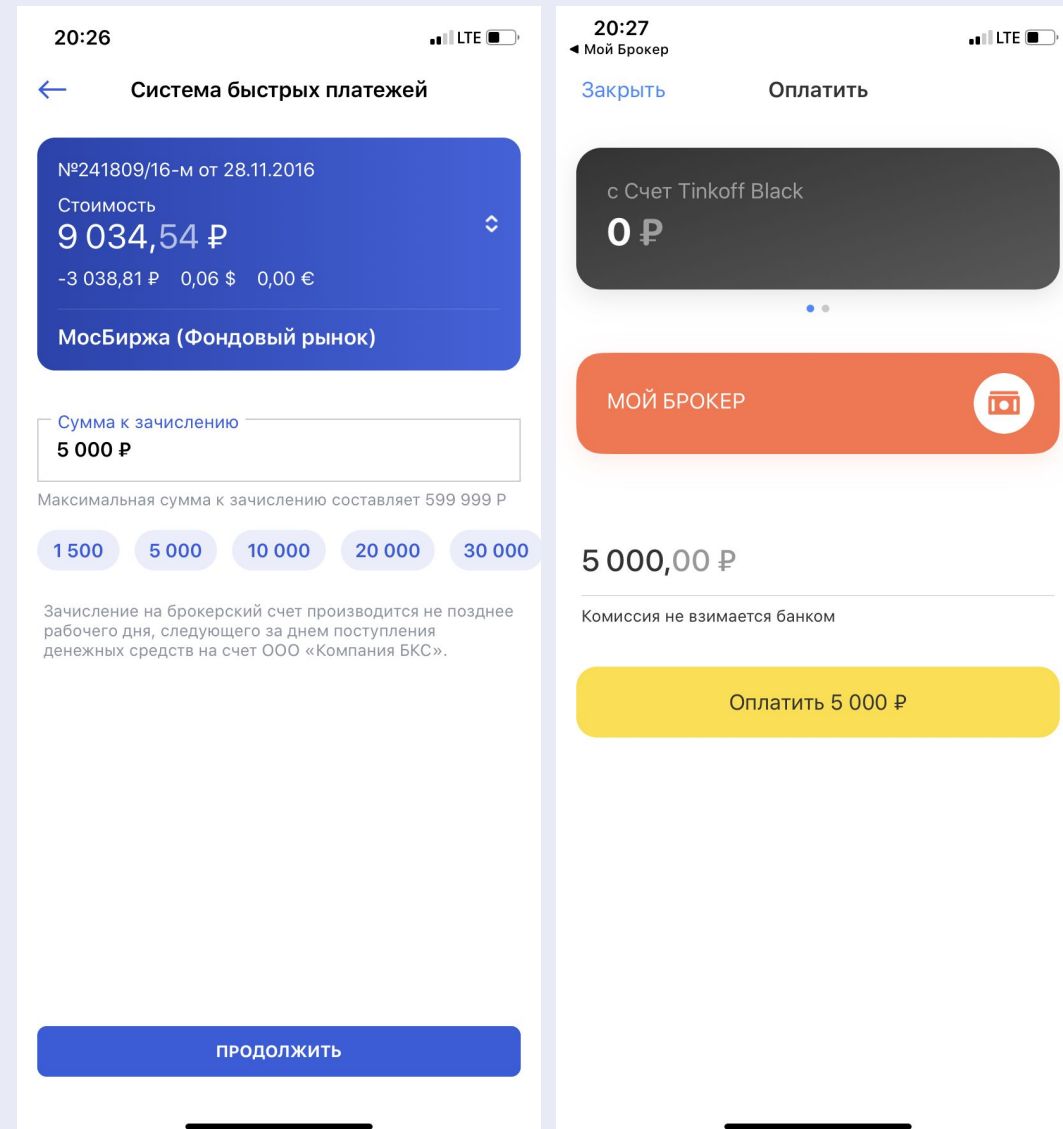 20:26
LTE
Система быстрых платежей
№241809/16-м от 28.11.2016
Стоимость
9 034,54 ₽
-3 038,81 ₽ 0,06 $ 0,00 €
МосБиржа (Фондовый рынок)
Сумма к зачислению
5 000 ₽
Максимальная сумма к зачислению составляет 599 999 Р
1 500 5 000 10 000 20 000 30 000
Зачисление на брокерский счет производится не позднее
рабочего дня, следующего за днем поступления
денежных средств на счет ООО «Компания БКС».
ПРОДОЛЖИТЬ
20:27
LTE
Мой Брокер
Закрыть Оплатить
с Счет Tinkoff Black
0 ₽
МОЙ БРОКЕР
5 000,00 ₽
Комиссия не взимается банком
Оплатить 5 000 ₽